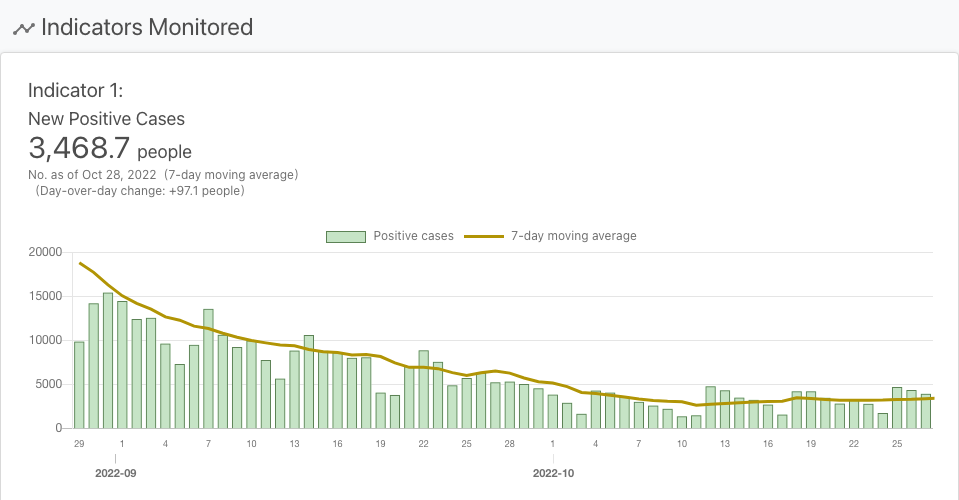 Indicators Monitored
Indicator 1:
New Positive Cases
3,468.7 people
No. as of Oct 28, 2022 (7-day moving average)
(Day-over-day change: +97.1 people)
Positive cases 7-day moving average
20000
15000
10000
5000
0
29 1 4 7 10 13 16 19 22 25 28 1 4 7 10 13 16 19 22 25
2022-09 2022-10